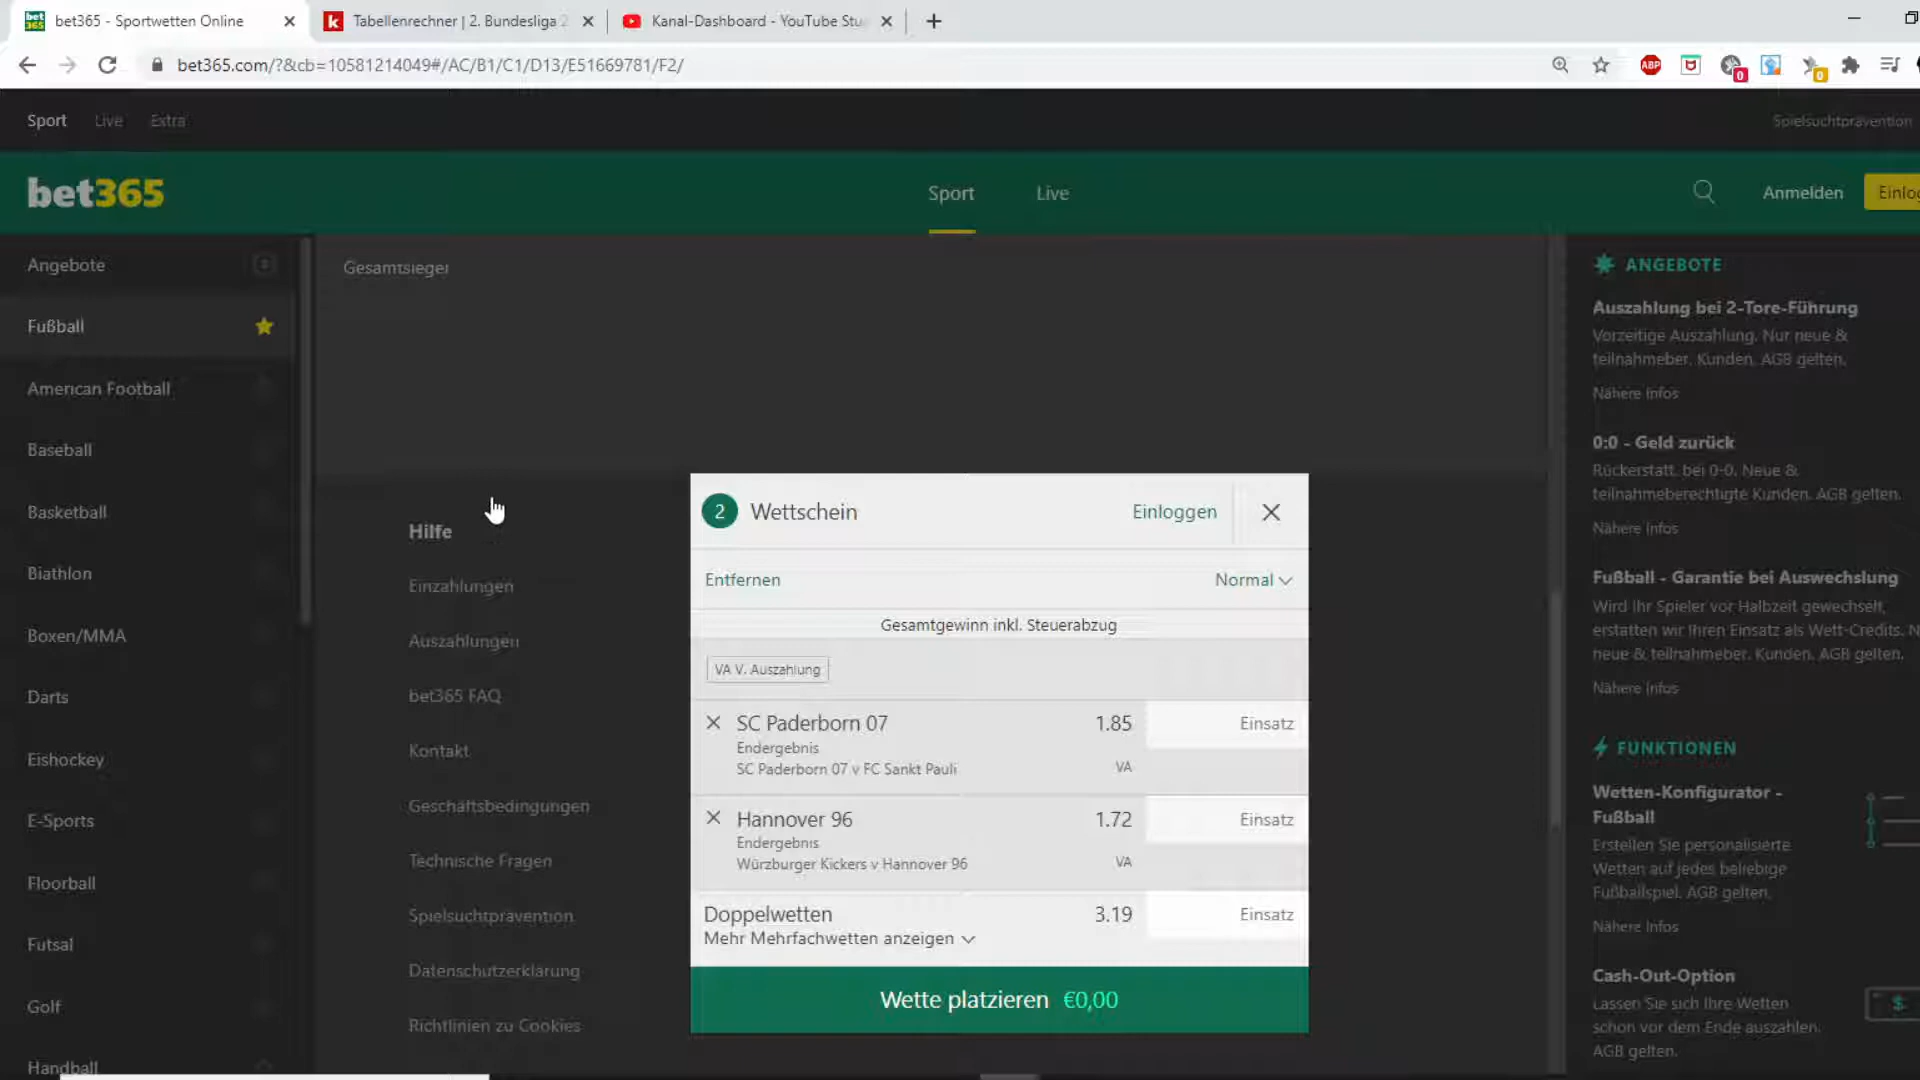 bet365 - Sportwetten Online
Tabellenrechner | 2. Bundesliga 2
Kanal-Dashboard - YouTube Stu
bet365.com/?&cb=10581214049#/AC/B1/C1/D13/E51669781/F2/
ABP
0
0
Sport
Live
Extra
Spielsuchtprävention
bet365
Sport
Live
Anmelden
Einlog
Angebote
Fußball
American Football
Baseball
Basketball
Biathlon
Boxen/MMA
Darts
Eishockey
E-Sports
Floorball
Futsal
Golf
Handball
Gesamtsieger
Hilfe
Einzahlungen
Auszahlungen
bet365 FAQ
Kontakt
Geschäftsbedingungen
Technische Fragen
Spielsuchtprävention
Datenschutzerklärung
Richtlinien zu Cookies
2 Wettschein
Einloggen
Entfernen
Normal
Gesamtgewinn inkl. Steuerabzug
VA V. Auszahlung
SC Paderborn 07 1.85 Einsatz
Endergebnis
SC Paderborn 07 v FC Sankt Pauli VA
Hannover 96 1.72 Einsatz
Endergebnis
Würzburger Kickers v Hannover 96 VA
Doppelwetten 3.19 Einsatz
Mehr Mehrfachwetten anzeigen
Wette platzieren €0,00
ANGEBOTE
Auszahlung bei 2-Tore-Führung
Vorzeitige Auszahlung. Nur neue &
teilnahmeber. Kunden. AGB gelten.
Nähere Infos
0:0 - Geld zurück
Rückerstatt. bei 0-0. Neue &
teilnahmeberechtigte Kunden. AGB gelten.
Nähere Infos
Fußball - Garantie bei Auswechslung
Wird Ihr Spieler vor Halbzeit gewechselt,
erstatten wir Ihren Einsatz als Wett-Credits. N
neue & teilnahmeber. Kunden. AGB gelten.
Nähere Infos
FUNKTIONEN
Wetten-Konfigurator -
Fußball
Erstellen Sie personalisierte
Wetten auf jedes beliebige
Fußballspiel. AGB gelten.
Nähere Infos
Cash-Out-Option
Lassen Sie sich Ihre Wetten
schon vor dem Ende auszahlen.
AGB gelten.
$